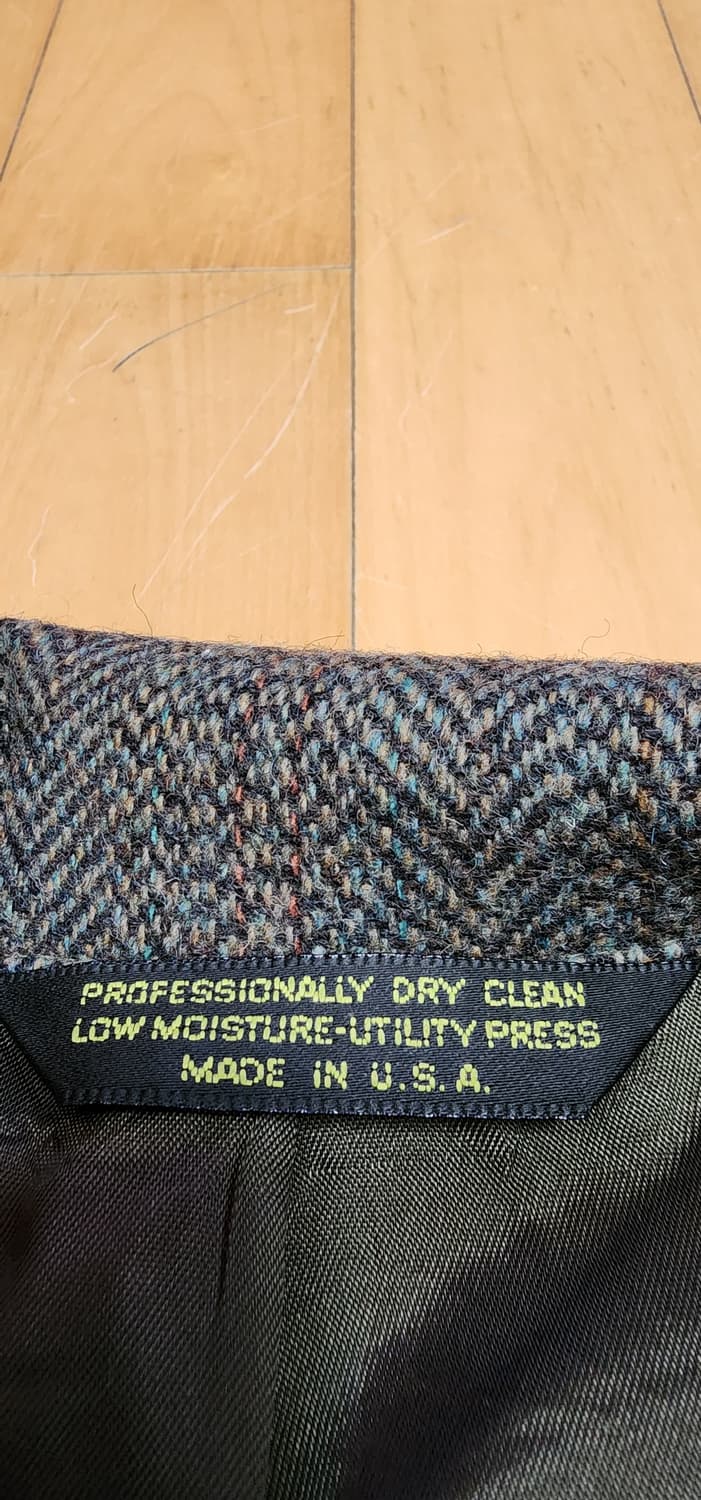 PROFESSIONALLY DRY CLEAN
LOW MOISTURE-UTILITY PRESS
MADE IN U.S.A.